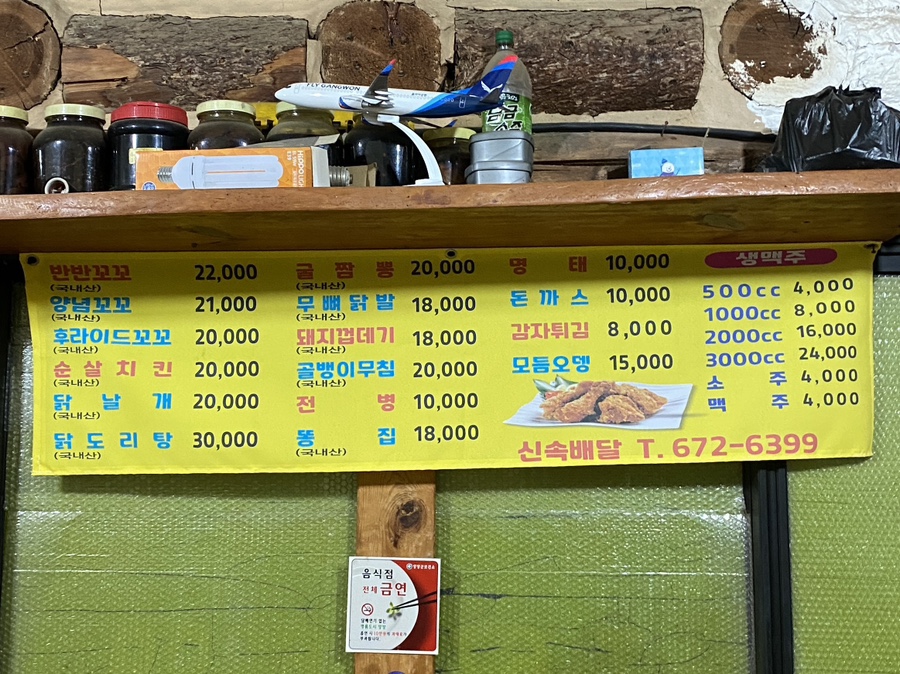 FLY GANGWON
반반꼬꼬 22,000
(국내산)
양념꼬꼬 21,000
(국내산)
후라이드꼬꼬 20,000
(국내산)
순살치킨 20,000
(국내산)
닭날개 20,000
(국내산)
닭도리탕 30,000
(국내산)
굴짬뽕 20,000
(국내산)
무뼈닭발 18,000
(국내산)
돼지껍데기 18,000
(국내산)
골뱅이무침 20,000
(국내산)
전병 10,000
똥집 18,000
(국내산)
명태 10,000
돈까스 10,000
감자튀김 8,000
모듬오뎅 15,000
생맥주
500cc 4,000
1000cc 8,000
2000cc 16,000
3000cc 24,000
소주 4,000
맥주 4,000
신속배달 T. 672-6399
음식점
전체 금연